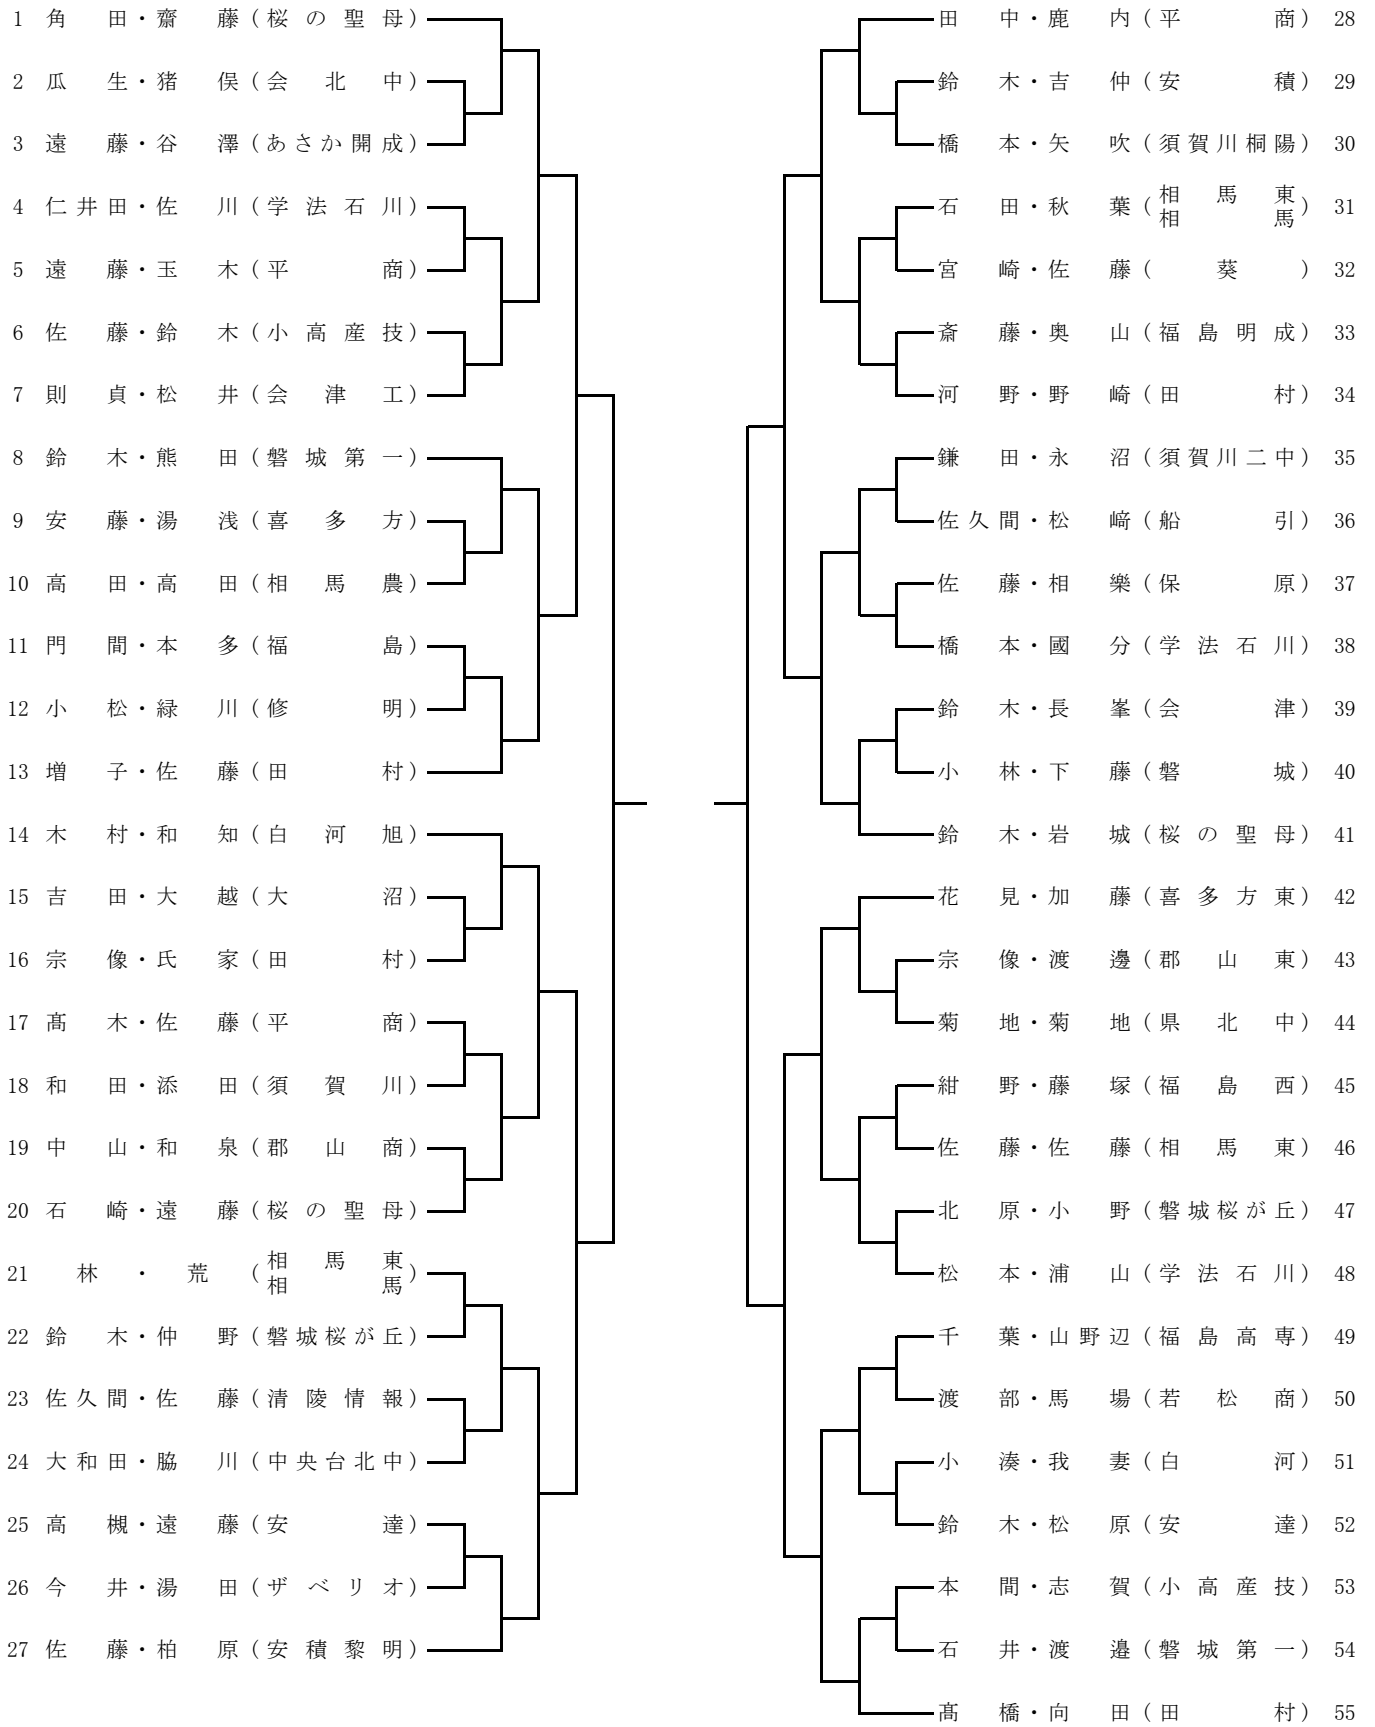 1 角田・齋藤(桜の聖母)
2 瓜生・猪俣(会北中)
3 遠藤・谷澤(あさか開成)
4 仁井田・佐川(学法石川)
5 遠藤・玉木(平商)
6 佐藤・鈴木(小高産技)
7 則貞・松井(会津工)
8 鈴木・熊田(磐城第一)
9 安藤・湯浅(喜多方)
10 高田・高田(相馬農)
11 門間・本多(福島)
12 小松・緑川(修明)
13 増子・佐藤(田村)
14 木村・和知(白河旭)
15 吉田・大越(大沼)
16 宗像・氏家(田村)
17 髙木・佐藤(平商)
18 和田・添田(須賀川)
19 中山・和泉(郡山商)
20 石崎・遠藤(桜の聖母)
21 林・荒(相馬東
相馬)
22 鈴木・仲野(磐城桜が丘)
23 佐久間・佐藤(清陵情報)
24 大和田・脇川(中央台北中)
25 高槻・遠藤(安達)
26 今井・湯田(ザベリオ)
27 佐藤・柏原(安積黎明)
田中・鹿内(平商) 28
鈴木・吉仲(安積) 29
橋本・矢吹(須賀川桐陽) 30
石田・秋葉(相馬東
相馬) 31
宮崎・佐藤(葵) 32
斎藤・奥山(福島明成) 33
河野・野崎(田村) 34
鎌田・永沼(須賀川二中) 35
佐久間・松﨑(船引) 36
佐藤・相樂(保原) 37
橋本・國分(学法石川) 38
鈴木・長峯(会津) 39
小林・下藤(磐城) 40
鈴木・岩城(桜の聖母) 41
花見・加藤(喜多方東) 42
宗像・渡邊(郡山東) 43
菊地・菊地(県北中) 44
紺野・藤塚(福島西) 45
佐藤・佐藤(相馬東) 46
北原・小野(磐城桜が丘) 47
松本・浦山(学法石川) 48
千葉・山野辺(福島高専) 49
渡部・馬場(若松商) 50
小湊・我妻(白河) 51
鈴木・松原(安達) 52
本間・志賀(小高産技) 53
石井・渡邉(磐城第一) 54
髙橋・向田(田村) 55